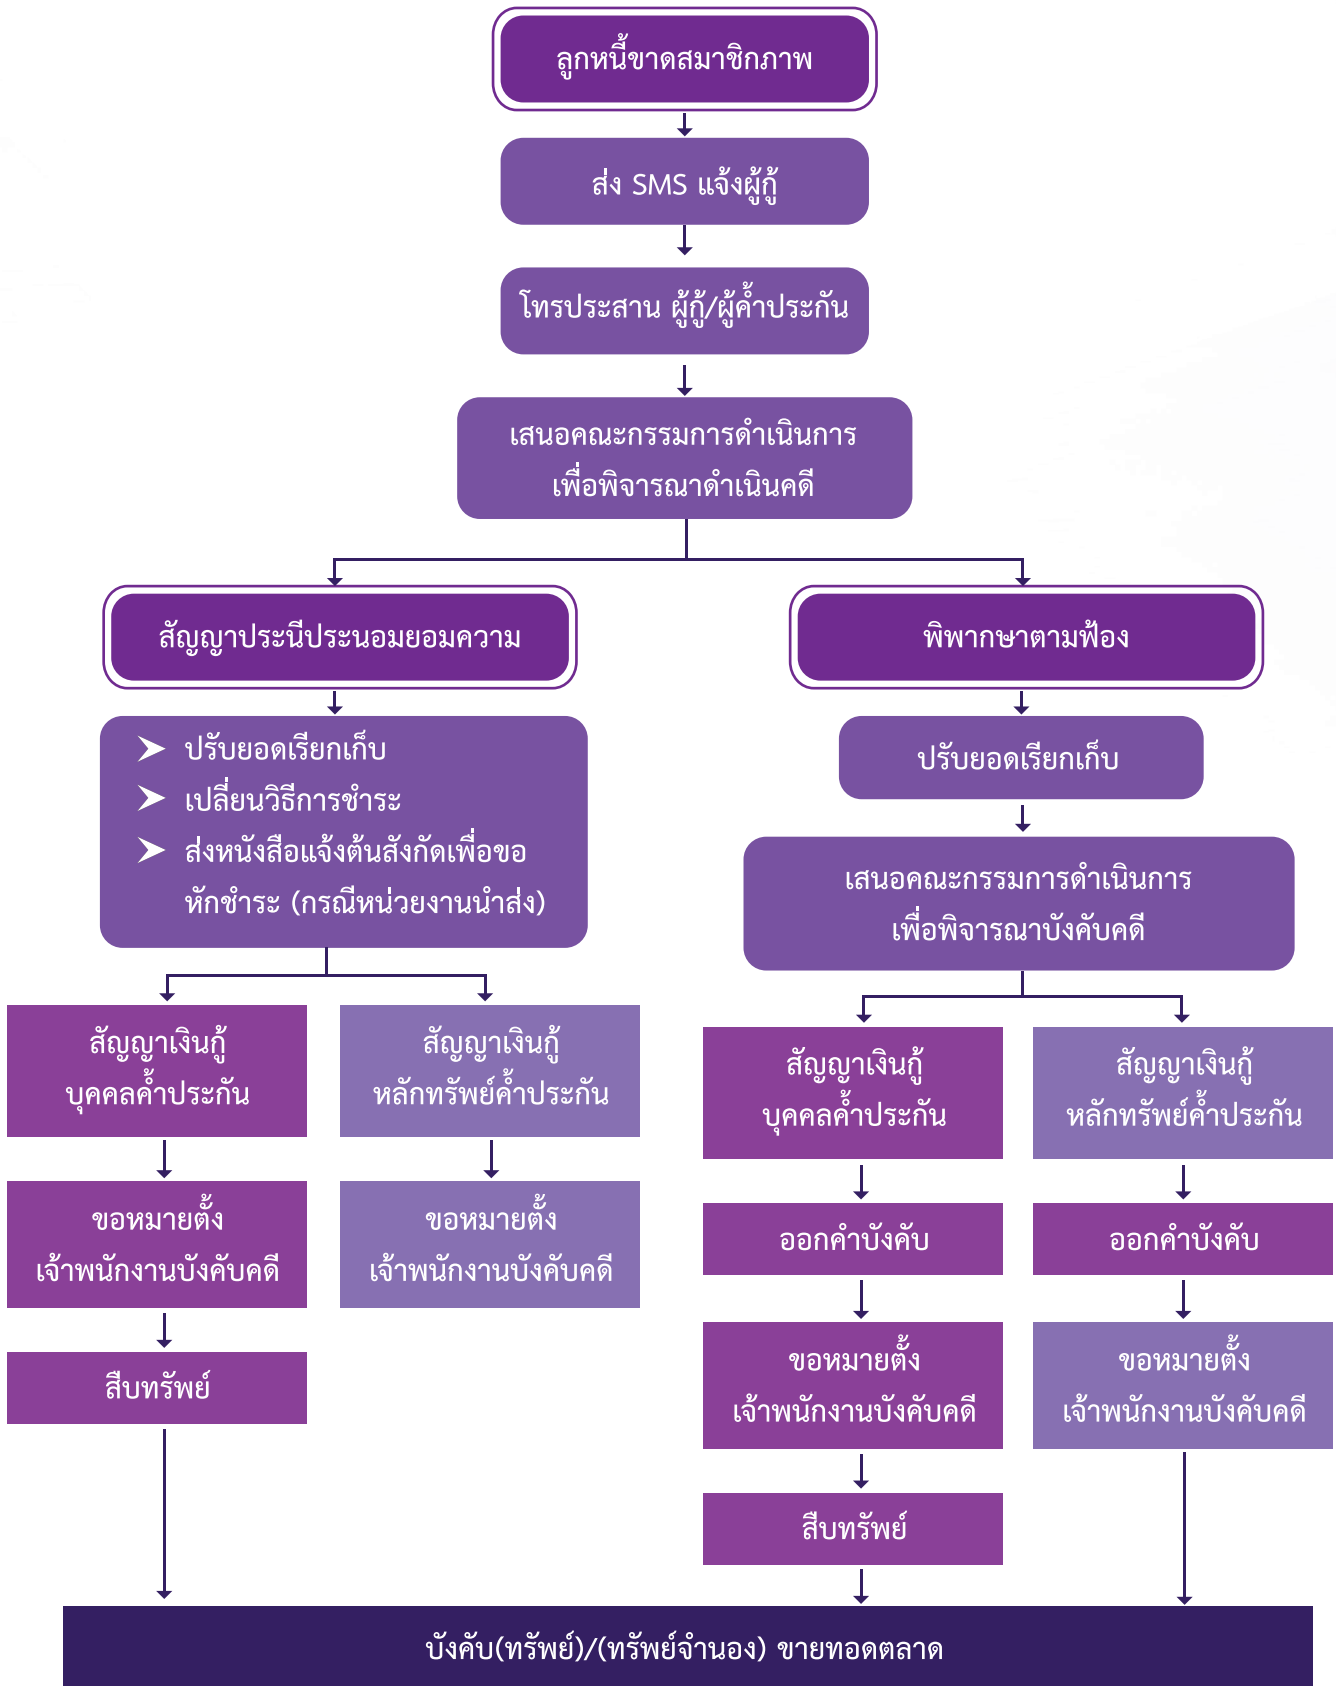 ลูกหนี้ขาดสมาชิกภาพ
ส่ง SMS แจ้งผู้กู้
โทรประสาน ผู้กู้/ผู้ค้ำประกัน
เสนอคณะกรรมการดำเนินการ
เพื่อพิจารณาดำเนินคดี
สัญญาประนีประนอมยอมความ
ปรับยอดเรียกเก็บ
เปลี่ยนวิธีการชำระ
ส่งหนังสือแจ้งต้นสังกัดเพื่อขอ
หักชำระ (กรณีหน่วยงานนำส่ง)
สัญญาเงินกู้
บุคคลค้ำประกัน
ขอหมายตั้ง
เจ้าพนักงานบังคับคดี
สืบทรัพย์
สัญญาเงินกู้
หลักทรัพย์ค้ำประกัน
ขอหมายตั้ง
เจ้าพนักงานบังคับคดี
พิพากษาตามฟ้อง
ปรับยอดเรียกเก็บ
เสนอคณะกรรมการดำเนินการ
เพื่อพิจารณาบังคับคดี
สัญญาเงินกู้
บุคคลค้ำประกัน
ออกคำบังคับ
ขอหมายตั้ง
เจ้าพนักงานบังคับคดี
สืบทรัพย์
สัญญาเงินกู้
หลักทรัพย์ค้ำประกัน
ออกคำบังคับ
ขอหมายตั้ง
เจ้าพนักงานบังคับคดี
บังคับ(ทรัพย์)/(ทรัพย์จำนอง) ขายทอดตลาด